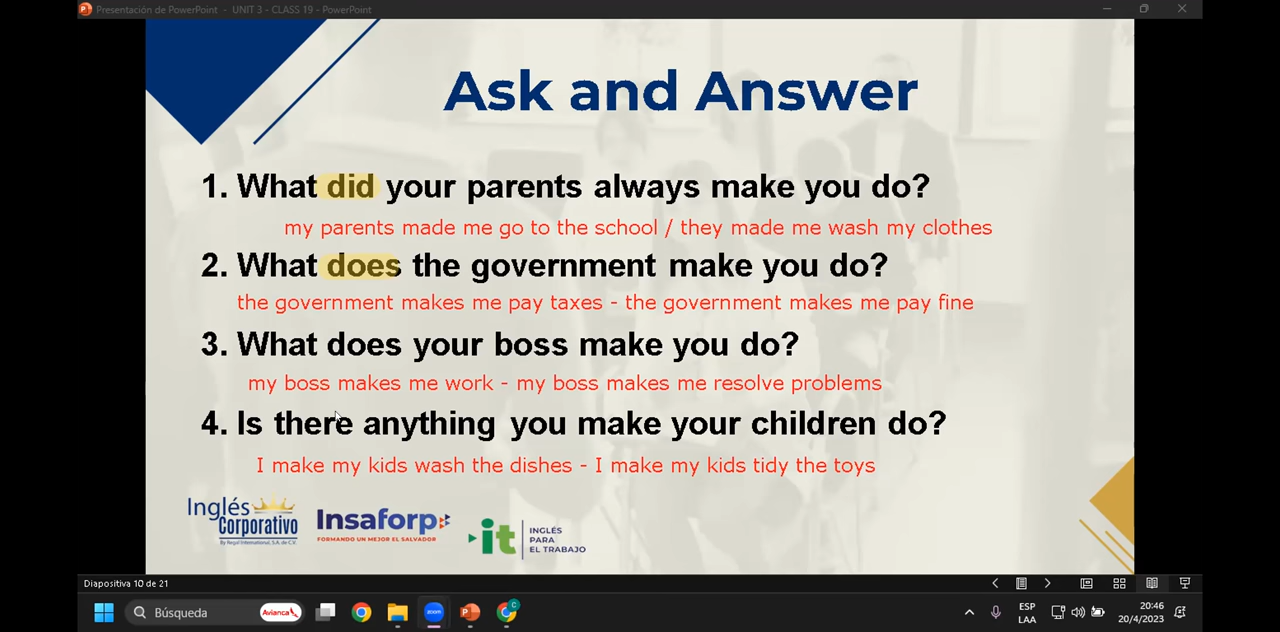 Presentación de PowerPoint - UNIT 3 - CLASS 19 - PowerPoint
Ask and Answer
1. What did your parents always make you do?
my parents made me go to the school / they made me wash my clothes
2. What does the government make you do?
the government makes me pay taxes - the government makes me pay fine
3. What does your boss make you do?
my boss makes me work - my boss makes me resolve problems
4. Is there anything you make your children do?
I make my kids wash the dishes - I make my kids tidy the toys
Inglés
Corporativo
By Regal International, S.A. de C.V.
Insaforp
FORMANDO UN MEJOR EL SALVADOR
it
INGLÉS
PARA
EL TRABAJO
Diapositiva 10 de 21
Búsqueda
Avianca
zoom
ESP
LAA
20:46
20/4/2023